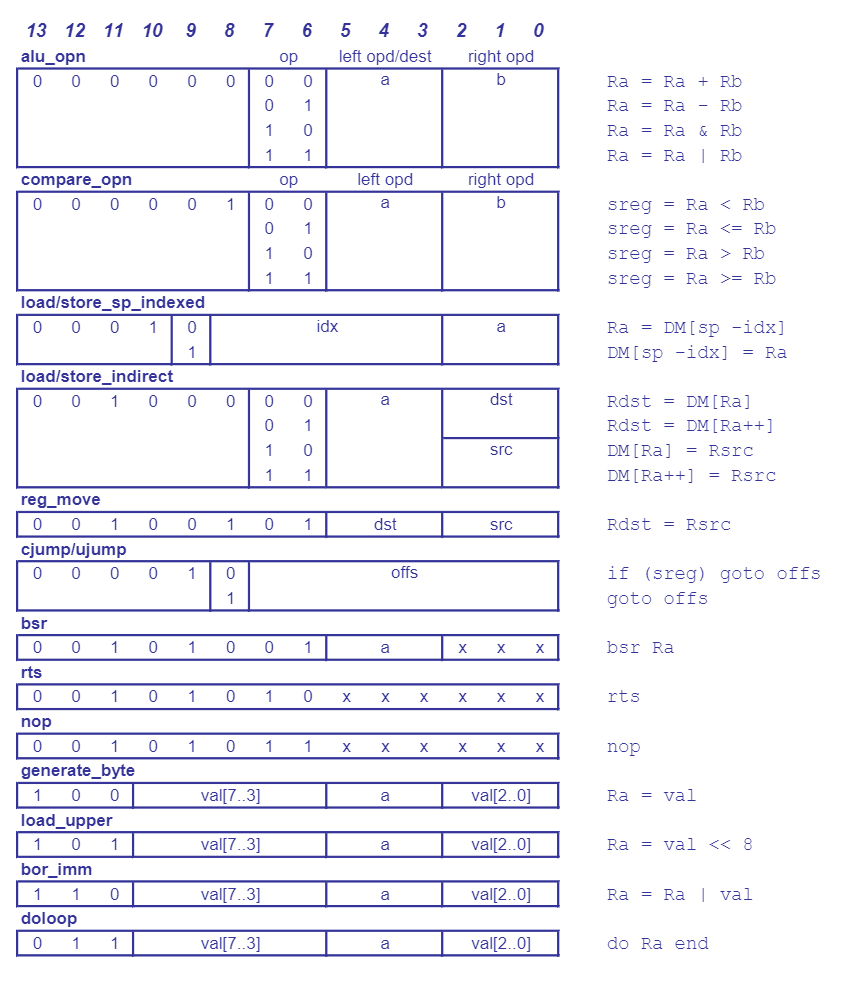 13 12 11 10 9 8 7 6 5 4 3 2 1 0
alu_opn op left opd/dest right opd
0 0 0 0 0 0 0 0 a b Ra = Ra + Rb
0 1 Ra = Ra - Rb
1 0 Ra = Ra & Rb
1 1 Ra = Ra | Rb
compare_opn op left opd right opd
0 0 0 0 0 1 0 0 a b sreg = Ra < Rb
0 1 sreg = Ra <= Rb
1 0 sreg = Ra > Rb
1 1 sreg = Ra >= Rb
load/store_sp_indexed
0 0 0 1 0 idx a Ra = DM[sp -idx]
1 DM[sp -idx] = Ra
load/store_indirect
0 0 1 0 0 0 0 0 a dst Rdst = DM[Ra]
0 1 Rdst = DM[Ra++]
1 0 src DM[Ra] = Rsrc
1 1 DM[Ra++] = Rsrc
reg_move
0 0 1 0 0 1 0 1 dst src Rdst = Rsrc
cjump/ujump
0 0 0 0 1 0 offs if (sreg) goto offs
1 goto offs
bsr
0 0 1 0 1 0 0 1 a x x x bsr Ra
rts
0 0 1 0 1 0 1 0 x x x x x x rts
nop
0 0 1 0 1 0 1 1 x x x x x x nop
generate_byte
1 0 0 val[7..3] a val[2..0] Ra = val
load_upper
1 0 1 val[7..3] a val[2..0] Ra = val << 8
bor_imm
1 1 0 val[7..3] a val[2..0] Ra = Ra | val
doloop
0 1 1 val[7..3] a val[2..0] do Ra end